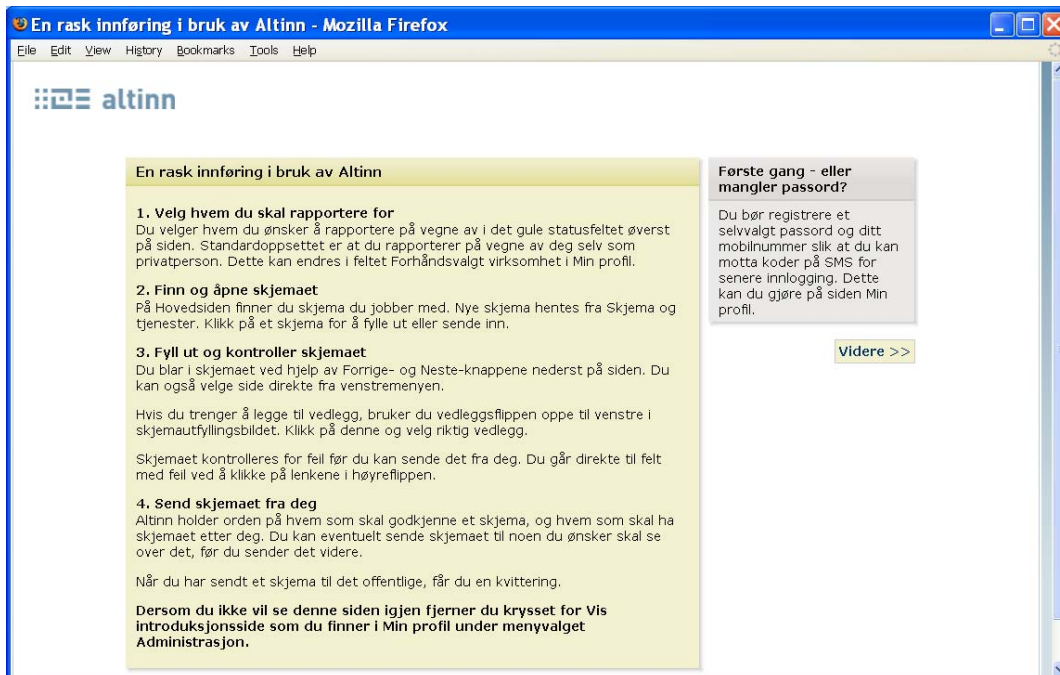 En rask innføring i bruk av Altinn - Mozilla Firefox
File Edit View History Bookmarks Tools Help
altinn
En rask innføring i bruk av Altinn
1. Velg hvem du skal rapportere for
Du velger hvem du ønsker å rapportere på vegne av i det gule statusfeltet øverst
på siden. Standardoppsettet er at du rapporterer på vegne av deg selv som
privatperson. Dette kan endres i feltet Forhåndsvalgt virksomhet i Min profil.
2. Finn og åpne skjemaet
På Hovedsiden finner du skjema du jobber med. Nye skjema hentes fra Skjema og
tjenester. Klikk på et skjema for å fylle ut eller sende inn.
3. Fyll ut og kontroller skjemaet
Du blar i skjemaet ved hjelp av Forrige- og Neste-knappene nederst på siden. Du
kan også velge side direkte fra venstremenyen.
Hvis du trenger å legge til vedlegg, bruker du vedleggsflippen oppe til venstre i
skjemautfyllingsbildet. Klikk på denne og velg riktig vedlegg.
Skjemaet kontrolleres for feil før du kan sende det fra deg. Du går direkte til felt
med feil ved å klikke på lenkene i høyreflippen.
4. Send skjemaet fra deg
Altinn holder orden på hvem som skal godkjenne et skjema, og hvem som skal ha
skjemaet etter deg. Du kan eventuelt sende skjemaet til noen du ønsker skal se
over det, før du sender det videre.
Når du har sendt et skjema til det offentlige, får du en kvittering.
Dersom du ikke vil se denne siden igjen fjerner du krysset for Vis
introduksjonsside som du finner i Min profil under menyvalget
Administrasjon.
Første gang - eller
mangler passord?
Du bør registrere et
selvvalgt passord og ditt
mobilnummer slik at du kan
motta koder på SMS for
senere innlogging. Dette
kan du gjøre på siden Min
profil.
Videre >>